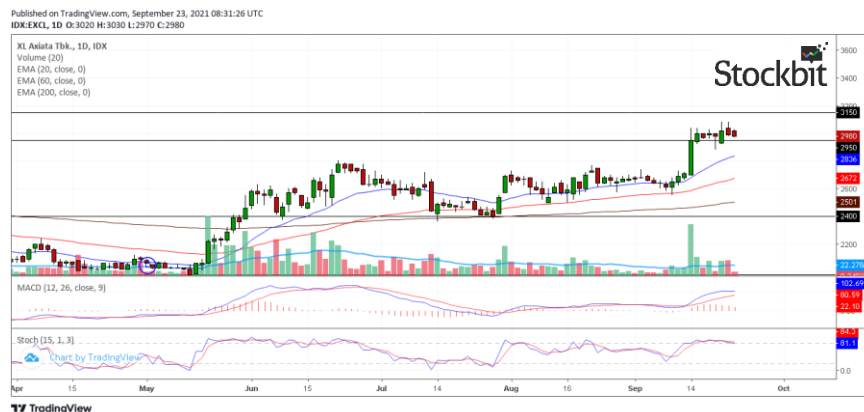 Published on TradingView.com, September 23, 2021 08:31:26 UTC
IDX:EXCL, 1D O:3020 H:3030 L:2970 C:2980
XL Axiata Tbk., 1D, IDX
Volume (20)
EMA (20, close, 0)
EMA (60, close, 0)
EMA (200, close, 0)
Stockbit
3600
3150
2980
2950
2836
2672
2600
2501
2400
2200
22.278
MACD (12, 26, close, 9)
102.69
80.59
22.10
Stoch (15, 1, 3)
84.3
81.1
Chart by TradingView
0.0
Apr 15 May Jun 15 Jul 14 Aug 16 Sep 14 Oct
TradingView